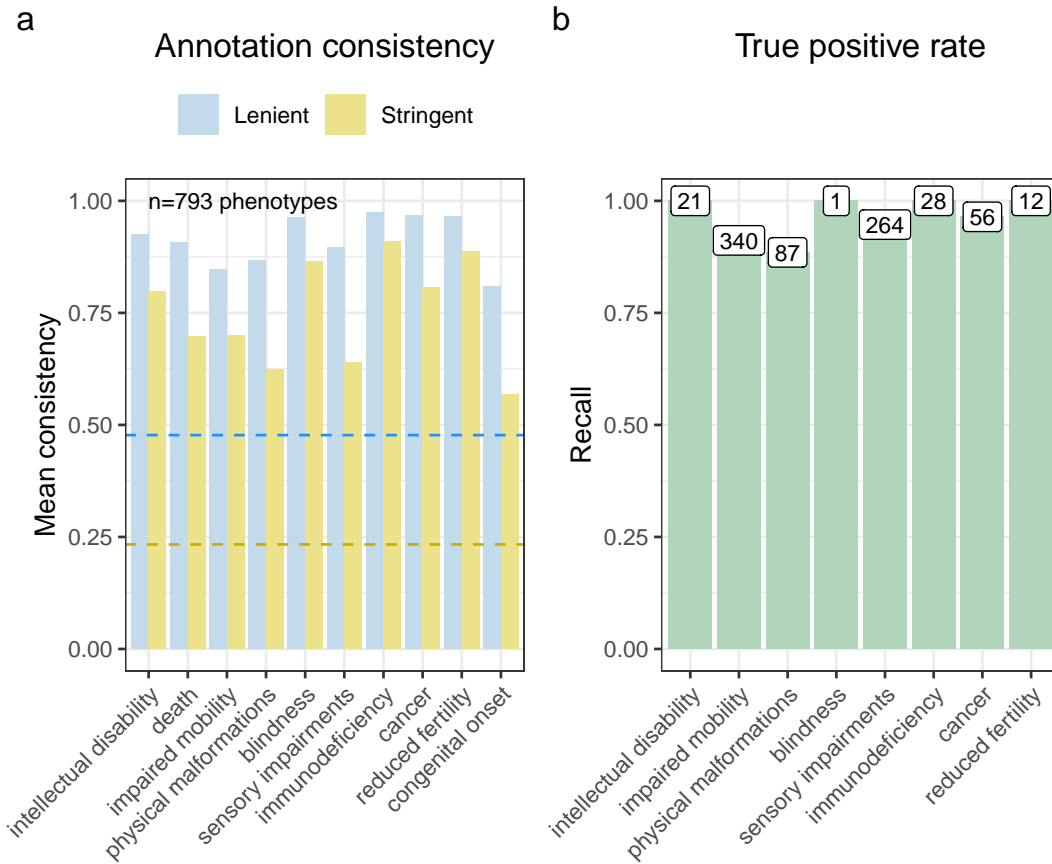 a
Annotation consistency
Lenient
Stringent
n=793 phenotypes
Mean consistency
1.00
0.75
0.50
0.25
0.00
intellectual disability
death
impaired mobility
physical malformations
blindness
sensory impairments
immunodeficiency
cancer
reduced fertility
congenital onset
b
True positive rate
Recall
1.00
0.75
0.50
0.25
0.00
21
340
87
1
264
28
56
12
intellectual disability
impaired mobility
physical malformations
blindness
sensory impairments
immunodeficiency
cancer
reduced fertility